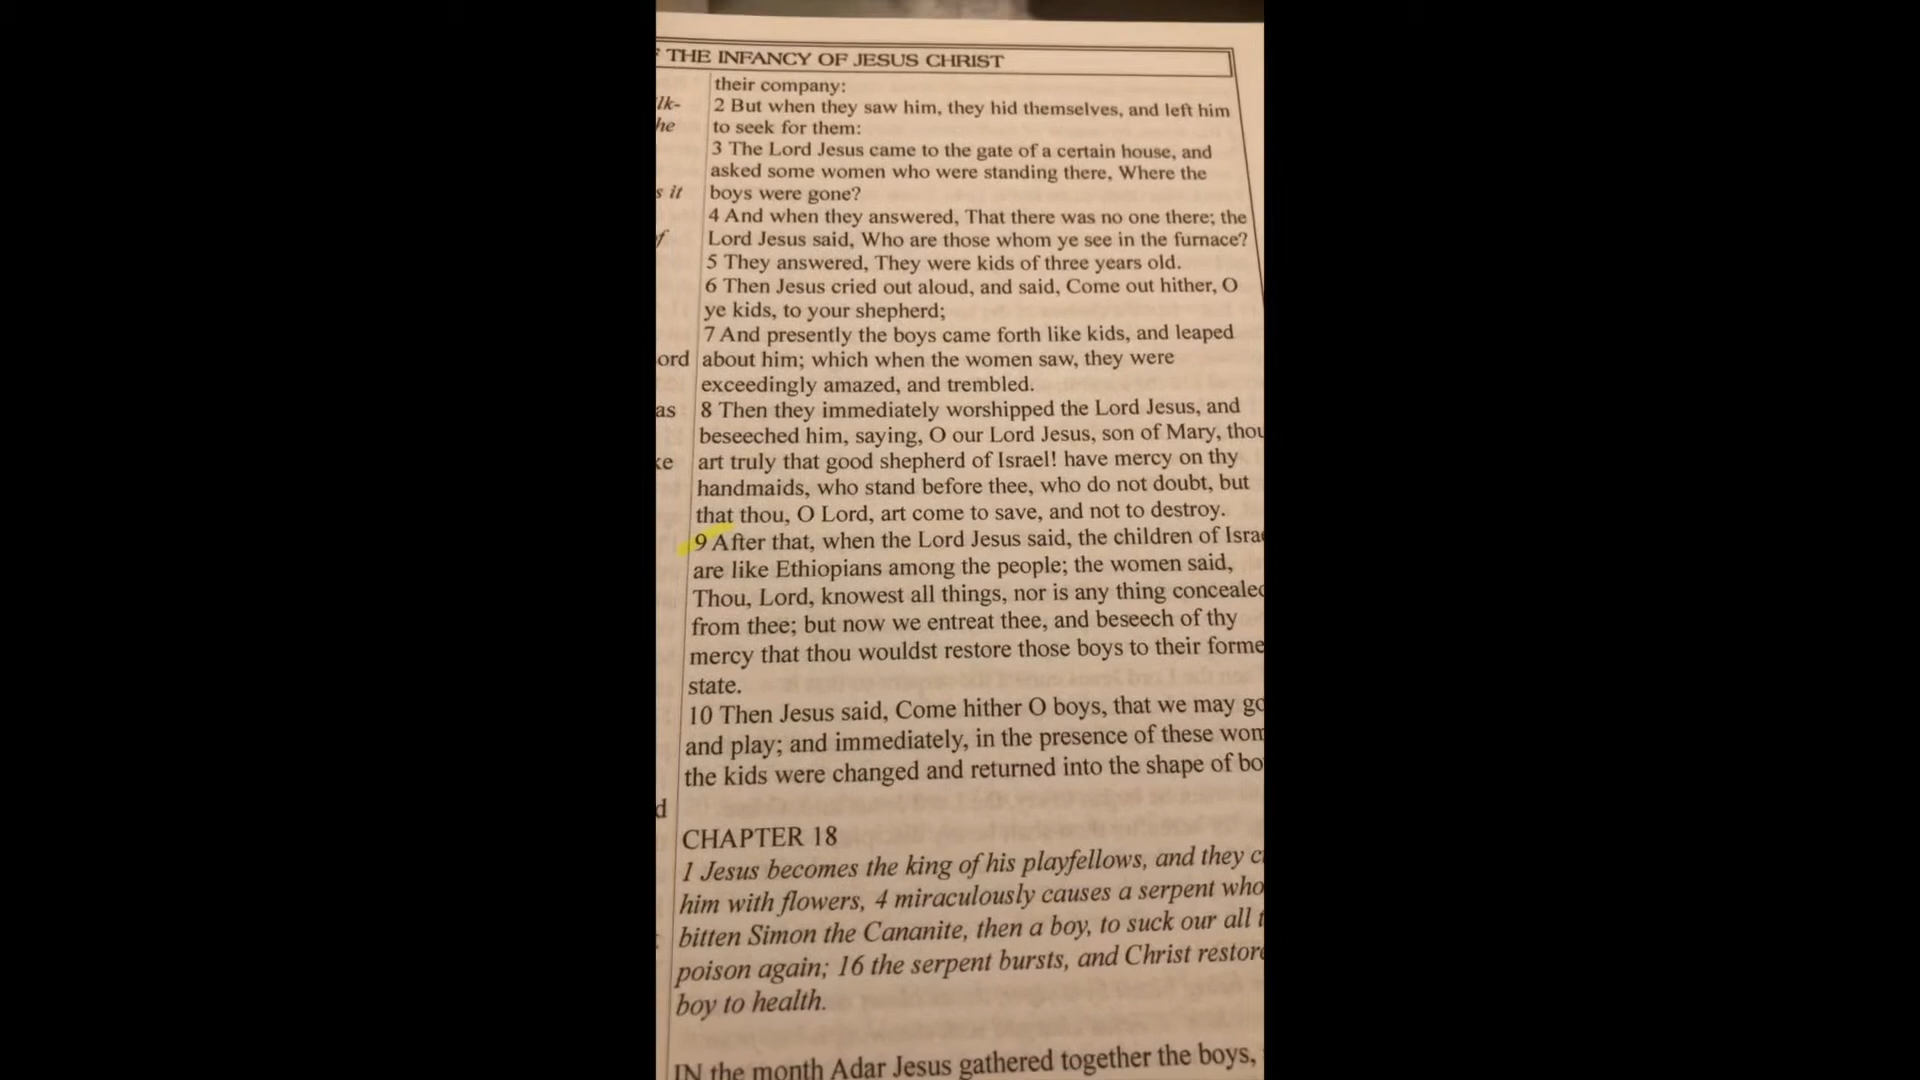 THE INFANCY OF JESUS CHRIST
their company:
2 But when they saw him, they hid themselves, and left him
to seek for them:
3 The Lord Jesus came to the gate of a certain house, and
asked some women who were standing there, Where the
boys were gone?
4 And when they answered, That there was no one there; the
Lord Jesus said, Who are those whom ye see in the furnace?
5 They answered, They were kids of three years old.
6 Then Jesus cried out aloud, and said, Come out hither, O
ye kids, to your shepherd;
7 And presently the boys came forth like kids, and leaped
about him; which when the women saw, they were
exceedingly amazed, and trembled.
8 Then they immediately worshipped the Lord Jesus, and
beseeched him, saying, O our Lord Jesus, son of Mary, thou
art truly that good shepherd of Israel! have mercy on thy
handmaids, who stand before thee, who do not doubt, but
that thou, O Lord, art come to save, and not to destroy.
9 After that, when the Lord Jesus said, the children of
are like Ethiopians among the people; the women said,
Thou, Lord, knowest all things, nor is any thing concealed
from thee; but now we entreat thee, and beseech of thy
mercy that thou wouldst restore those boys to their
state.
10 Then Jesus said, Come hither O boys, that we may
and play; and immediately, in the presence of these
the kids were changed and returned into the shape of
CHAPTER 18
1 Jesus becomes the king of his playfellows, and they
him with flowers, 4 miraculously causes a serpent who
bitten Simon the Cananite, then a boy, to suck our all
poison again; 16 the serpent bursts, and Christ
boy to health.
IN the month Adar Jesus gathered together the boys,